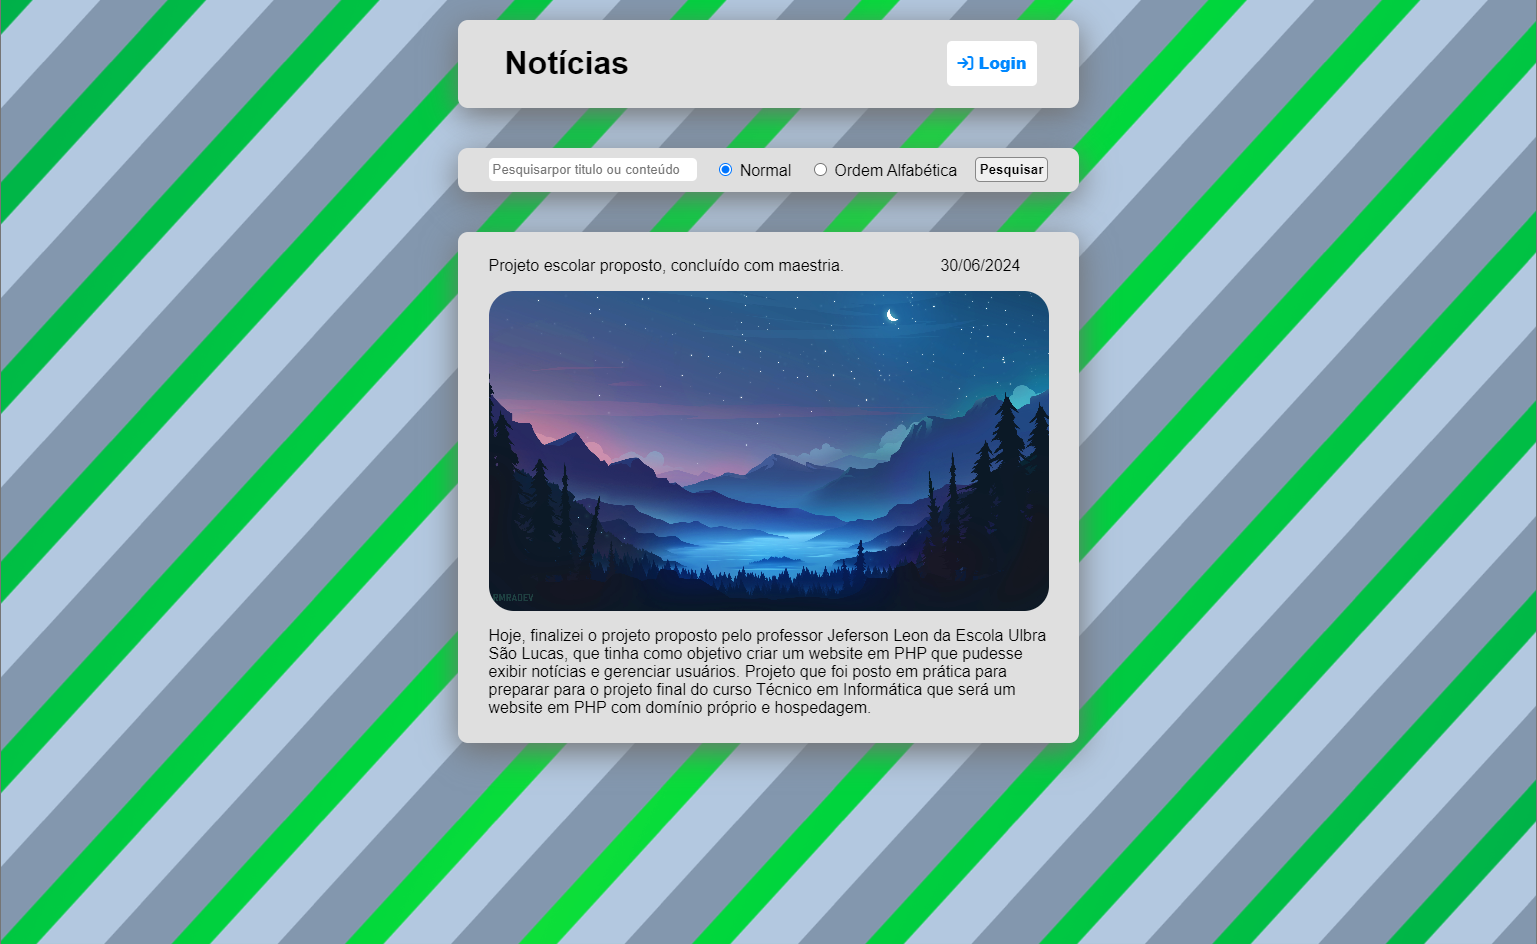 Notícias
Login
Pesquisarpor titulo ou conteúdo
Normal
Ordem Alfabética
Pesquisar
Projeto escolar proposto, concluído com maestria.
30/06/2024
RMRADEV
Hoje, finalizei o projeto proposto pelo professor Jeferson Leon da Escola Ulbra
São Lucas, que tinha como objetivo criar um website em PHP que pudesse
exibir notícias e gerenciar usuários. Projeto que foi posto em prática para
preparar para o projeto final do curso Técnico em Informática que será um
website em PHP com domínio próprio e hospedagem.